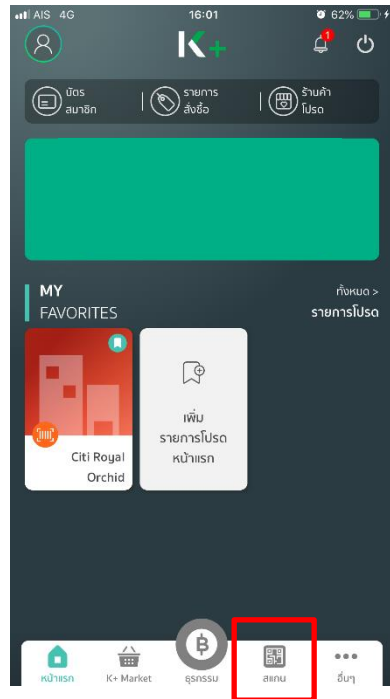 AIS 4G 16:01 62%
K+
บัตร
สมาชิก
รายการ
สั่งซื้อ
ร้านค้า
โปรด
MY
FAVORITES
ทั้งหมด >
รายการโปรด
Citi Royal
Orchid
เพิ่ม
รายการโปรด
หน้าแรก
หน้าแรก K+ Market ธุรกรรม สแกน อื่นๆ